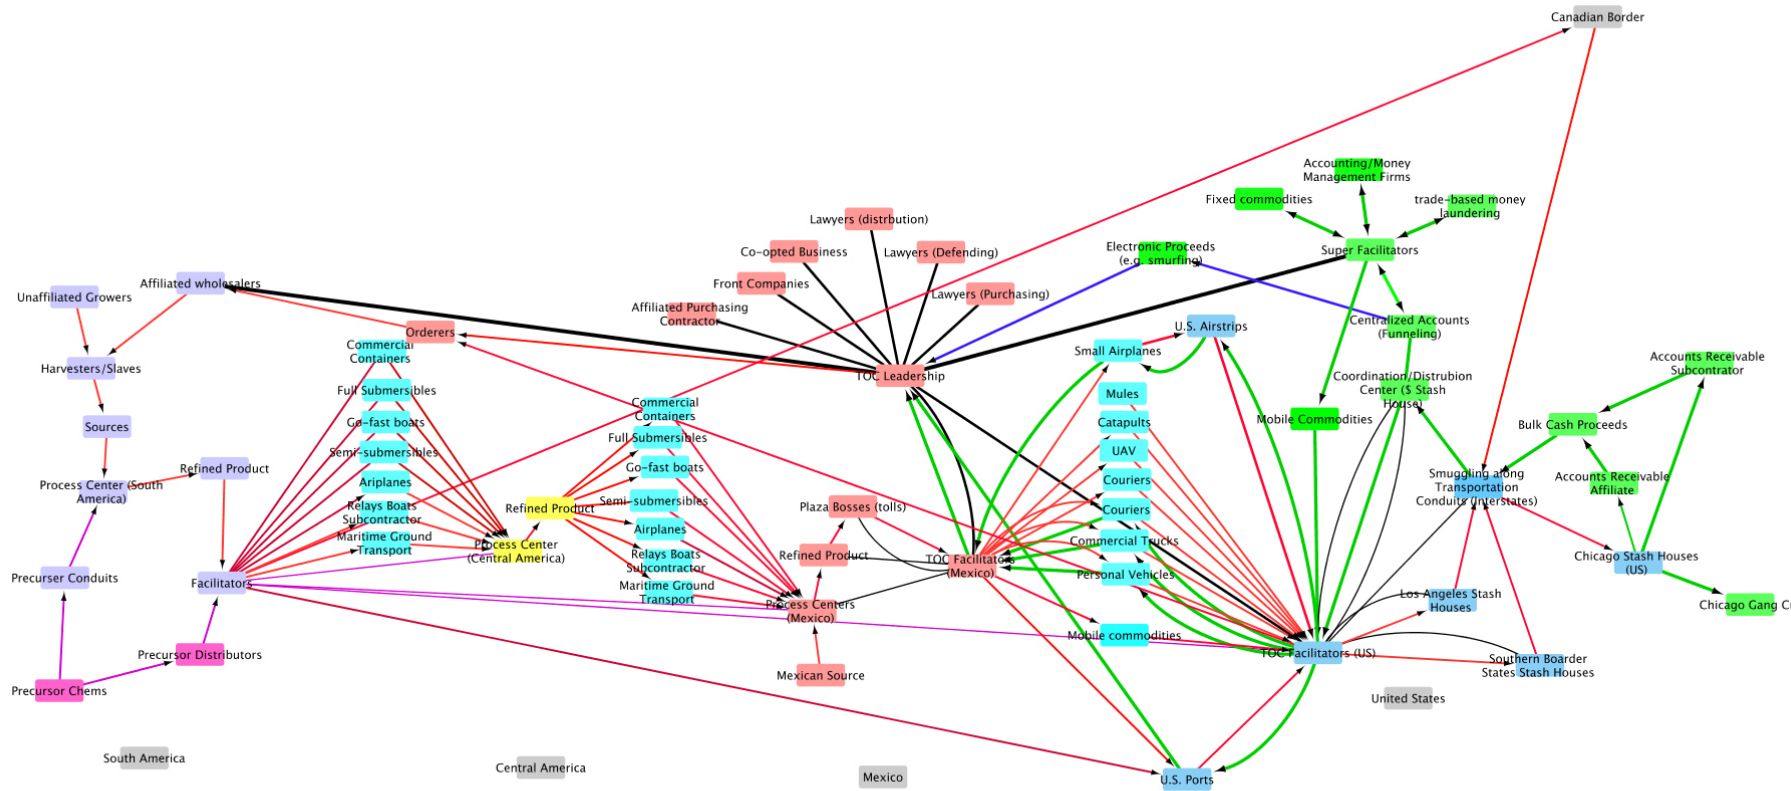 Canadian Border
Accounting/Money
Management Firms
Fixed commodities
trade-based money
laundering
Lawyers (distrbution)
Co-opted Business
Lawyers (Defending)
Electronic Proceeds
(e.g. smurfing)
Super Facilitators
Affiliated wholesalers
Unaffiliated Growers
Front Companies
Lawyers (Purchasing)
Affiliated Purchasing
Contractor
Orderers
U.S. Airstrips
Centralized Accounts
(Funneling)
Commercial
Containers
Small Airplanes
Accounts Receivable
Subcontrator
Harvesters/Slaves
TOC Leadership
Coordination/Distrubion
Center ($ Stash
House)
Full Submersibles
Mules
Commercial
Containers
Go-fast boats
Catapults
Mobile Commodities
Bulk Cash Proceeds
Sources
Full Submersibles
Semi-submersibles
UAV
Refined Product
Go-fast boats
Airplanes
Couriers
Smuggling along
Transportation
Conduits (Interstates)
Accounts Receivable
Affiliate
Process Center (South
America)
Semi-submersibles
Relays Boats
Subcontractor
Refined Product
Plaza Bosses (tolls)
Couriers
Airplanes
Maritime Ground
Transport
Process Center
(Central America)
Commercial Trucks
Refined Product
TOC Facilitators
(Mexico)
Relays Boats
Subcontractor
Chicago Stash Houses
(US)
Precurser Conduits
Facilitators
Personal Vehicles
Maritime Ground
Transport
Los Angeles Stash
Houses
Chicago Gang C
Process Centers
(Mexico)
Mobile commodities
Precursor Distributors
TOC Facilitators (US)
Southern Boarder
States Stash Houses
Mexican Source
Precursor Chems
United States
South America
Central America
Mexico
U.S. Ports